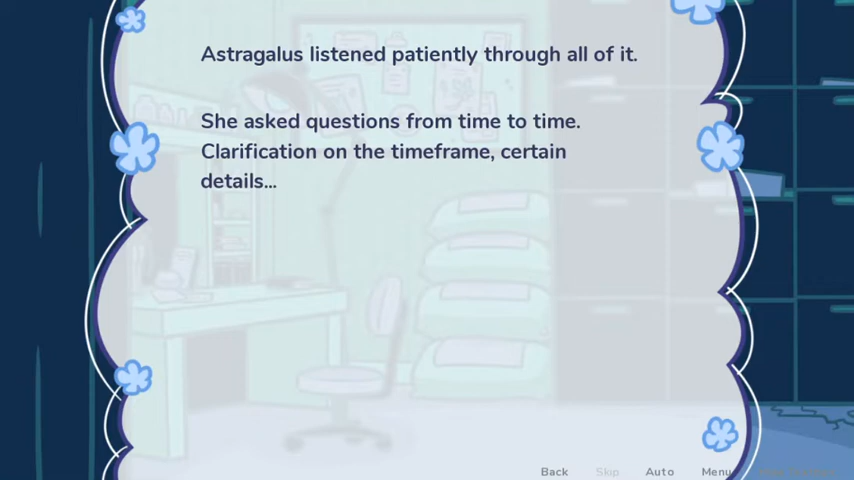 Astragalus listened patiently through all of it.
She asked questions from time to time.
Clarification on the timeframe, certain
details...
Back Skip Auto Menu